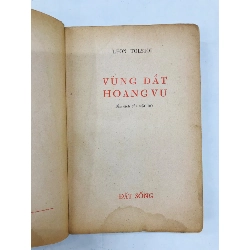 LEON TOLSTOI
VÙNG ĐẤT
HOANG VU
ĐẤT SỐNG